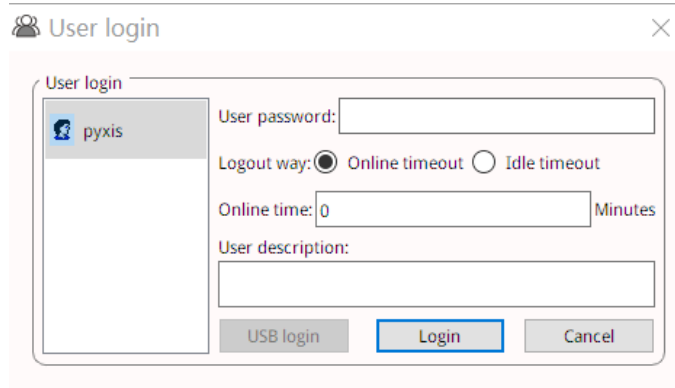 User login
User login
pyxis
User password:
Logout way: Online timeout Idle timeout
Online time: 0 Minutes
User description:
USB login Login Cancel